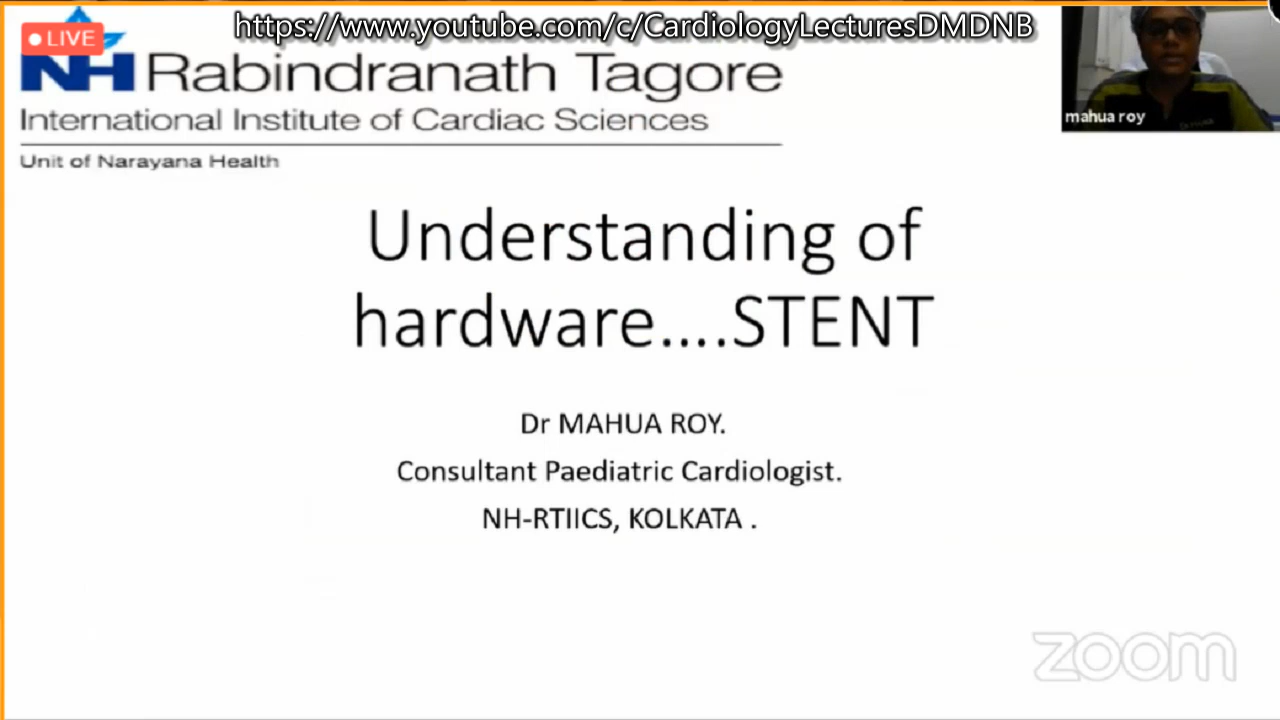 https://www.youtube.com/c/CardiologyLecturesDMDNB
LIVE
NH Rabindranath Tagore
International Institute of Cardiac Sciences
Unit of Narayana Health
mahua roy
Understanding of
hardware....STENT
Dr MAHUA ROY.
Consultant Paediatric Cardiologist.
NH-RTIICS, KOLKATA .
zoom